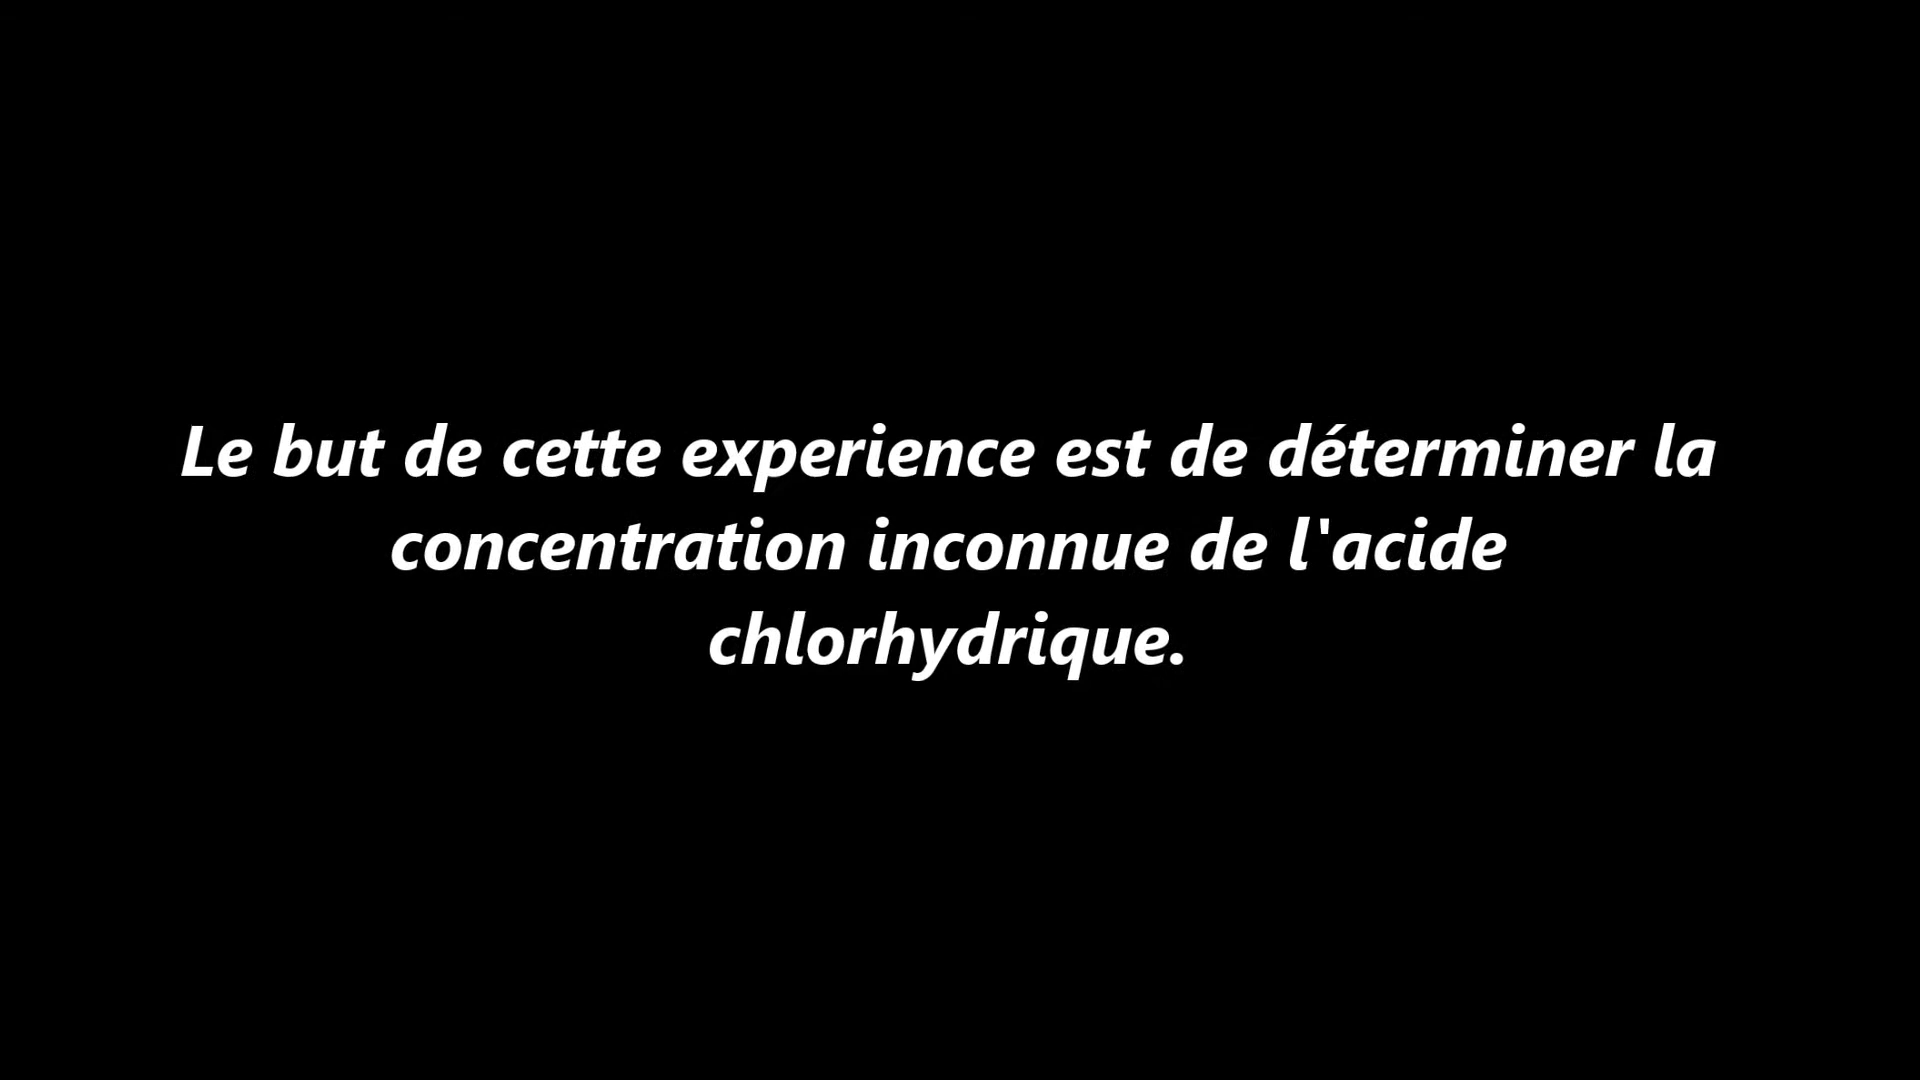 Le but de cette experience est de déterminer la
concentration inconnue de l'acide
chlorhydrique.